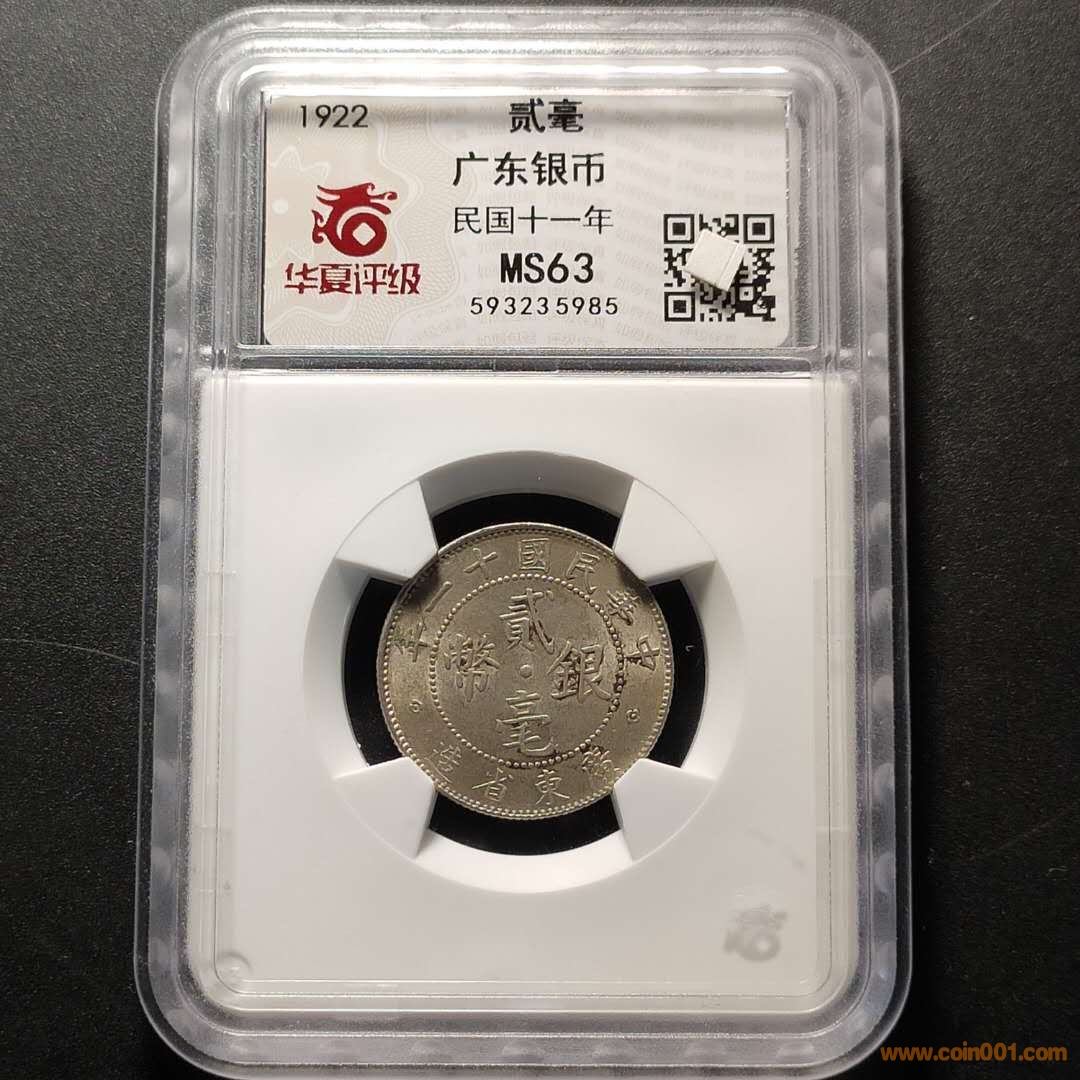 1922
贰毫
广东银币
民国十一年
MS63
593235985
华夏评级
中華民國十一年
貳毫
銀幣
廣東省造
www.coin001.com